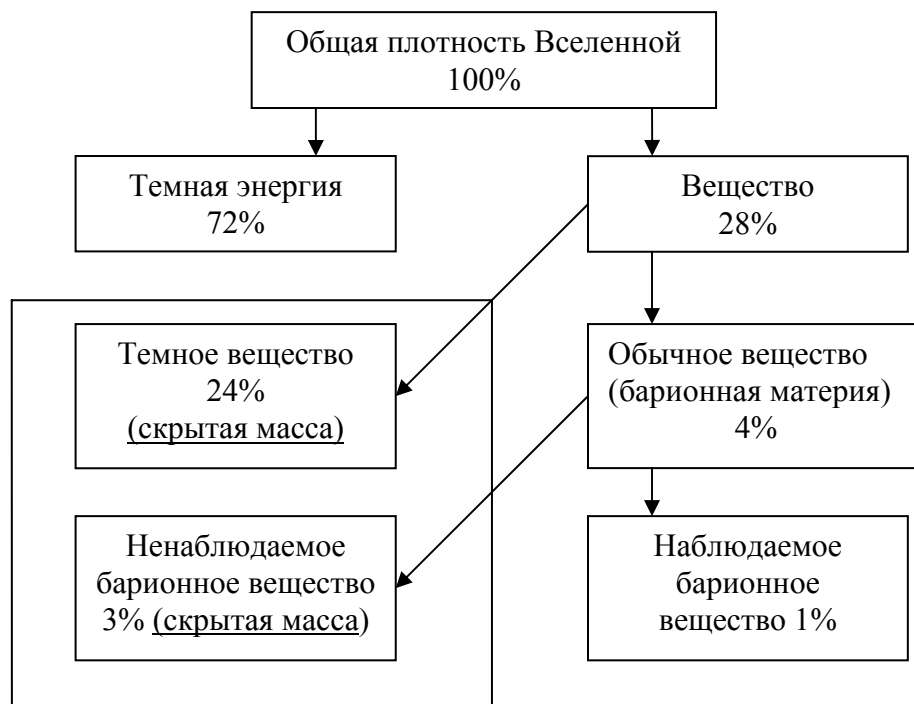 Общая плотность Вселенной
100%
Темная энергия
72%
Вещество
28%
Темное вещество
24%
(скрытая масса)
Обычное вещество
(барионная материя)
4%
Ненаблюдаемое
барионное вещество
3% (скрытая масса)
Наблюдаемое
барионное
вещество 1%